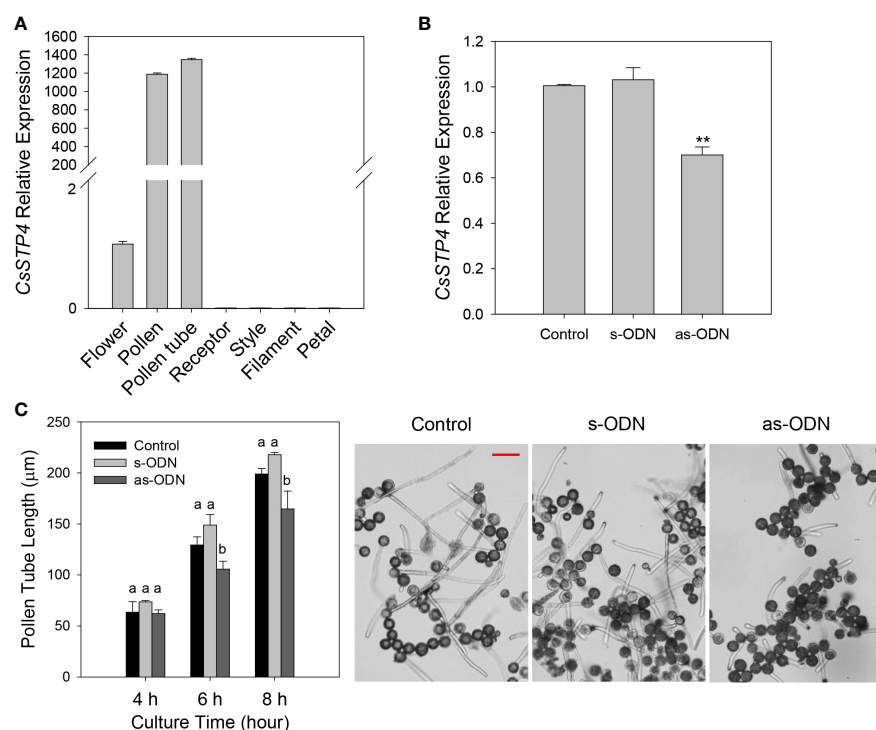 A
CsSTP4 Relative Expression
1600
1400
1200
1000
800
600
400
200
2
0
Flower
Pollen
Pollen tube
Receptor
Style
Filament
Petal
B
CsSTP4 Relative Expression
1.2
1.0
0.8
0.6
0.4
0.2
0.0
**
Control
s-ODN
as-ODN
C
Pollen Tube Length (μm)
250
200
150
100
50
0
Control
s-ODN
as-ODN
a a a
a a b
a a b
4 h
6 h
8 h
Culture Time (hour)
Control
s-ODN
as-ODN